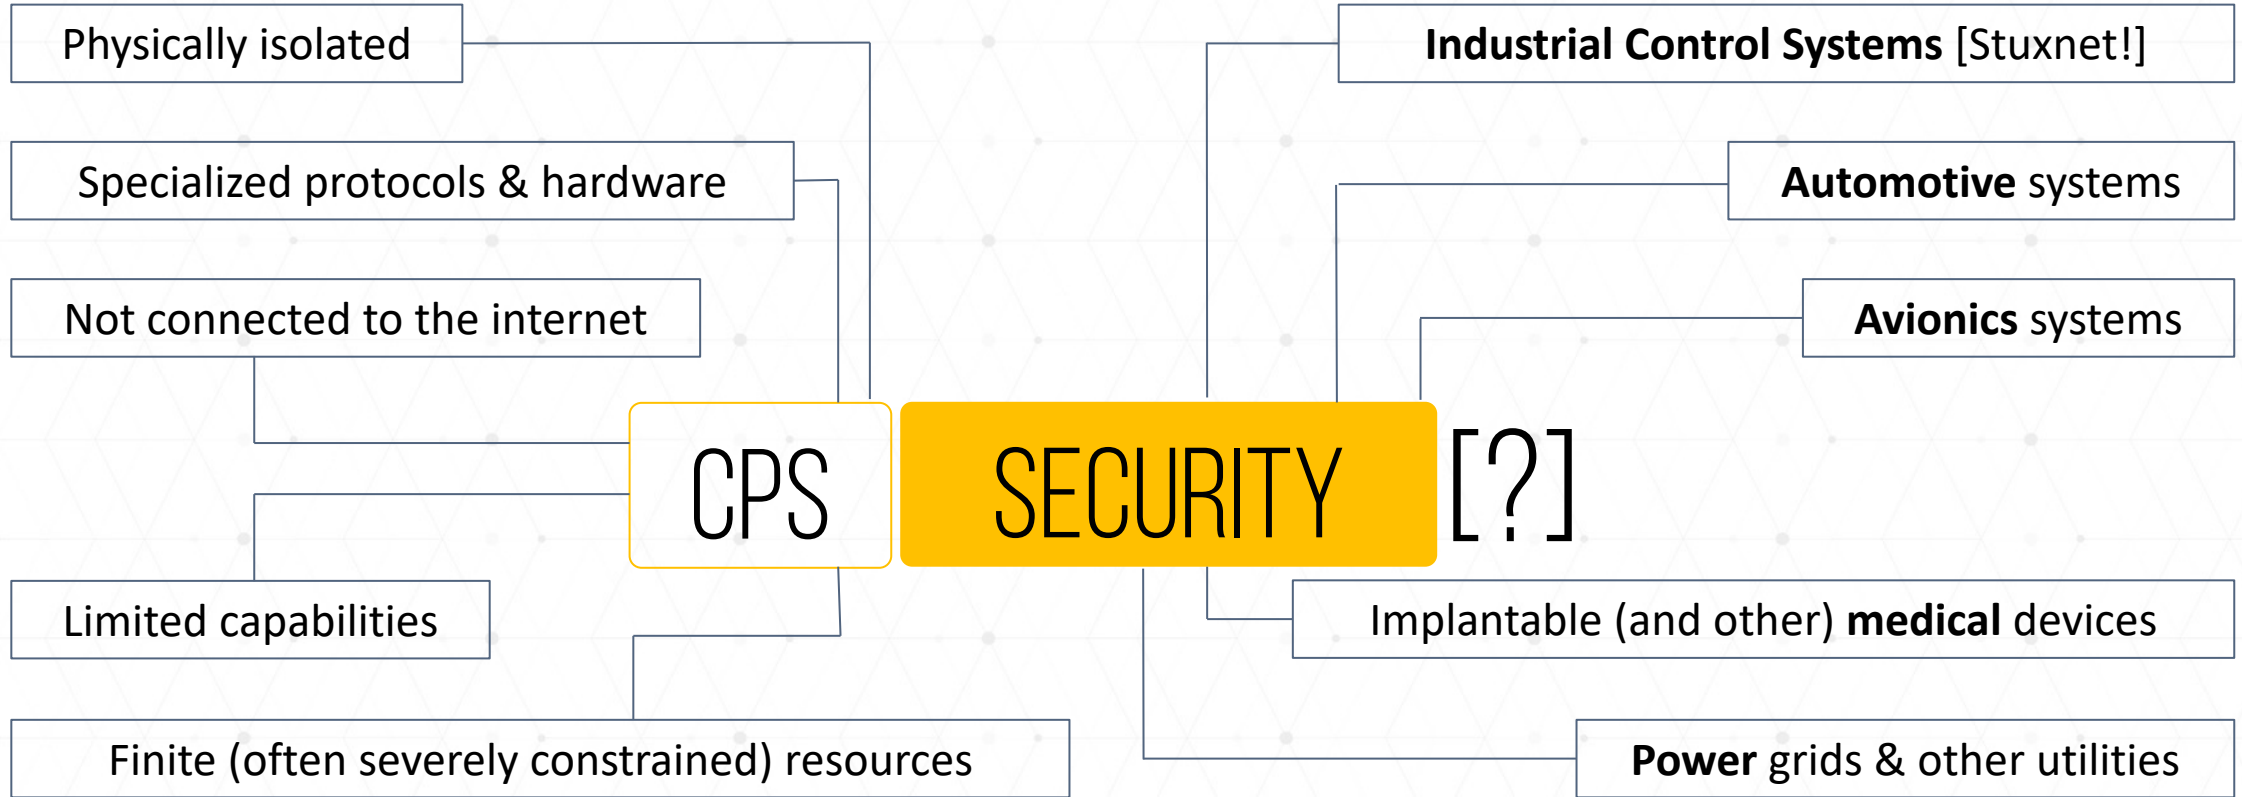 Physically isolated
Specialized protocols & hardware
Not connected to the internet
Limited capabilities
Finite (often severely constrained) resources
CPS SECURITY [?]
Industrial Control Systems [Stuxnet!]
Automotive systems
Avionics systems
Implantable (and other) medical devices
Power grids & other utilities